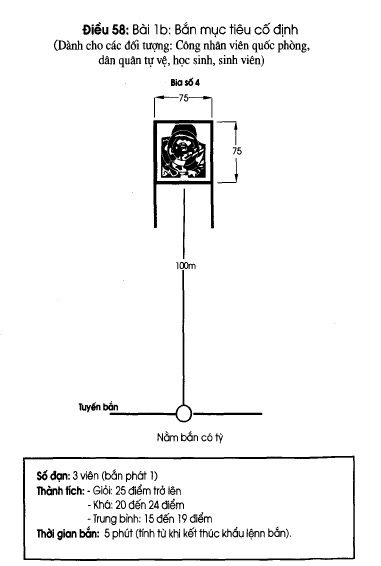 Điều 58: Bài 1b: Bắn mục tiêu cố định
(Dành cho các đối tượng: Công nhân viên quốc phòng,
dân quân tự vệ, học sinh, sinh viên)
Bia số 4
75
75
100m
Tuyến bắn
Nằm bắn có tỳ
Số đạn: 3 viên (bắn phát 1)
Thành tích: - Giỏi: 25 điểm trở lên
- Khá: 20 đến 24 điểm
- Trung bình: 15 đến 19 điểm
Thời gian bắn: 5 phút (tính từ khi kết thúc khẩu lệnn bắn).